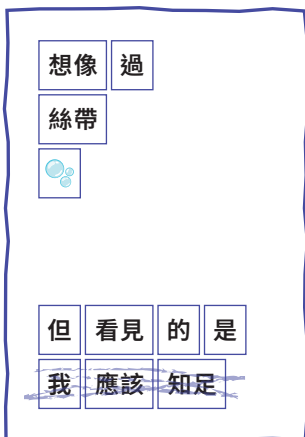 想像 過
絲帶
但 看見 的 是
我 應該 知足